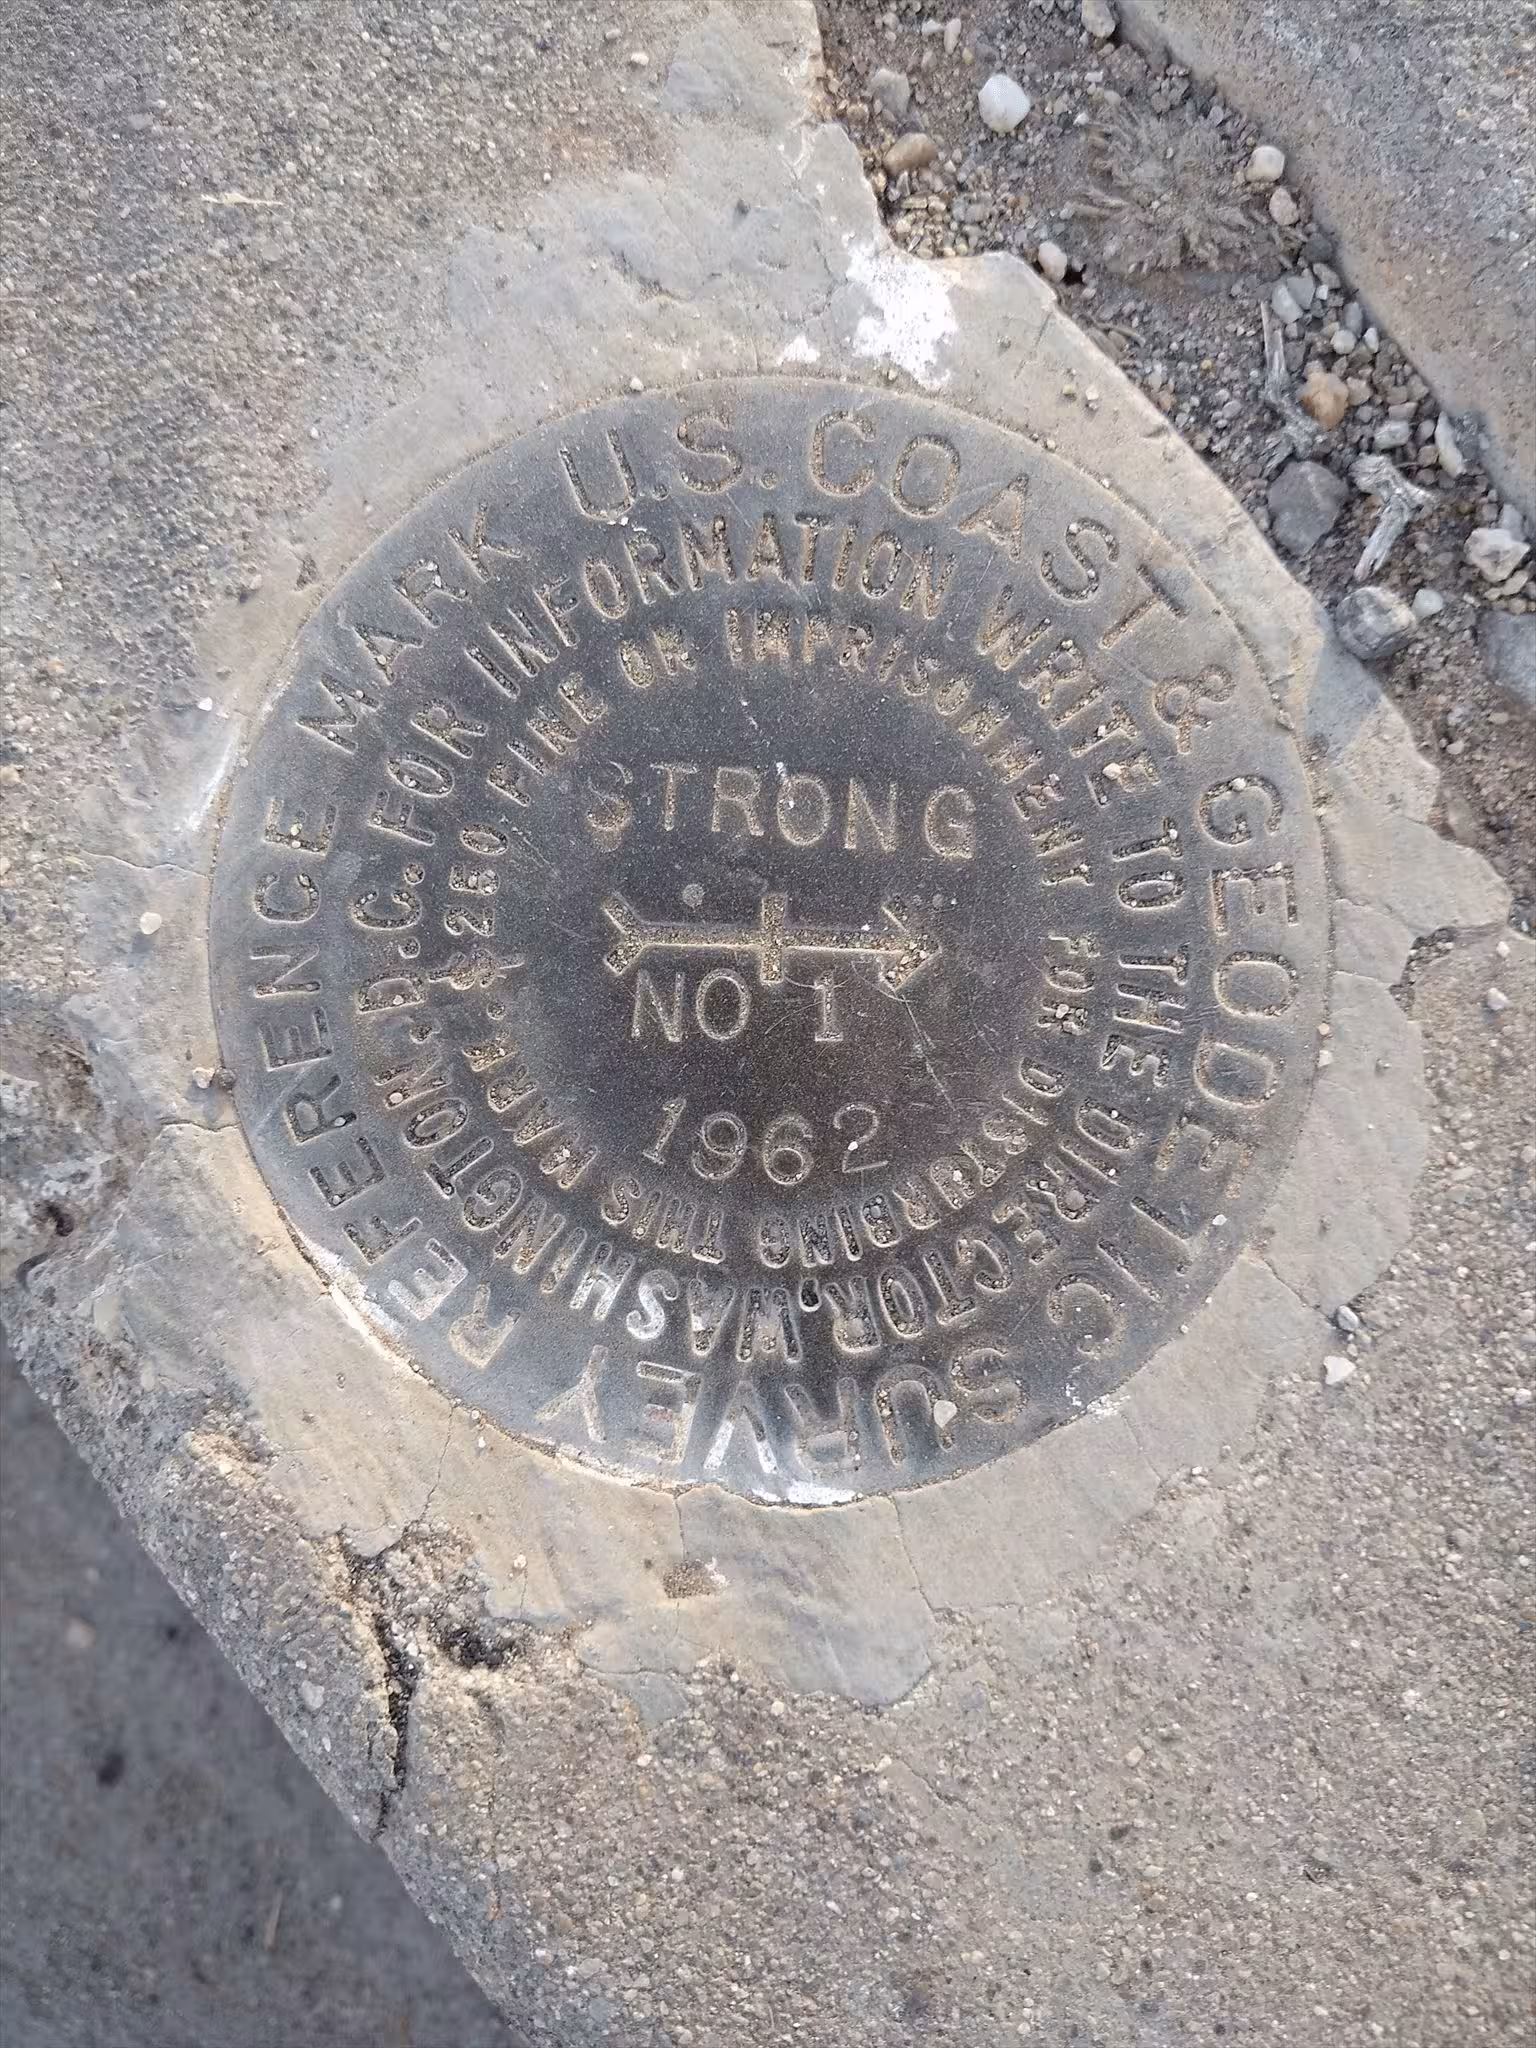 U.S. COAST & GEODETIC SURVEY REFERENCE MARK
FOR INFORMATION WRITE TO THE DIRECTOR, WASHINGTON, D.C.
$250 FINE OR IMPRISONMENT FOR DISTURBING THIS MARK.
STRONG
NO 1
1962